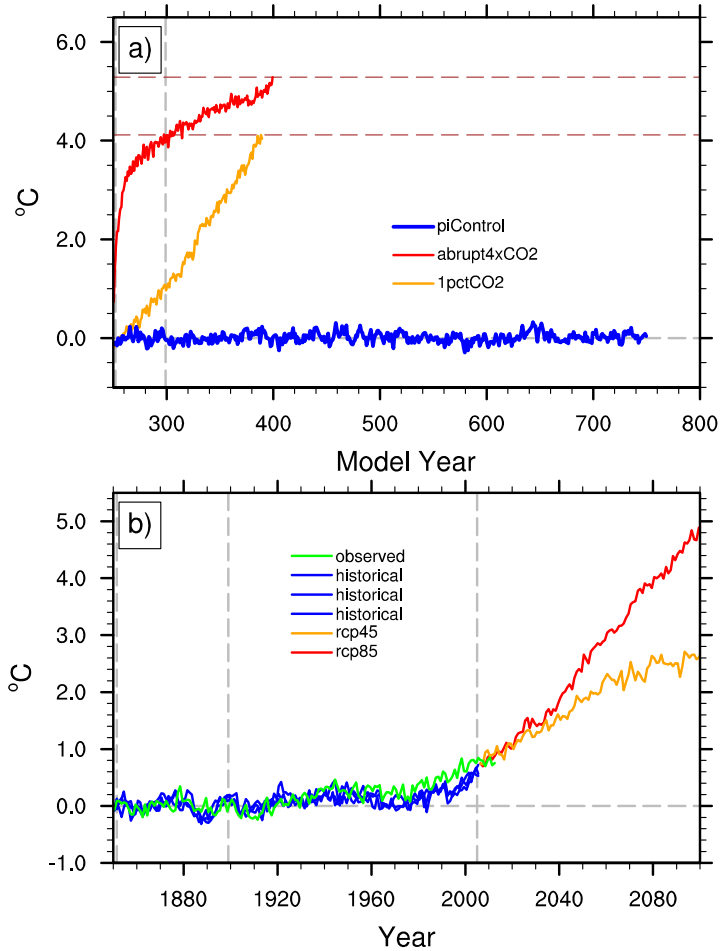 a)
6.0
4.0
2.0
0.0
°C
piControl
abrupt4xCO2
1pctCO2
300 400 500 600 700 800
Model Year
b)
5.0
4.0
3.0
2.0
1.0
0.0
-1.0
°C
observed
historical
historical
historical
rcp45
rcp85
1880 1920 1960 2000 2040 2080
Year